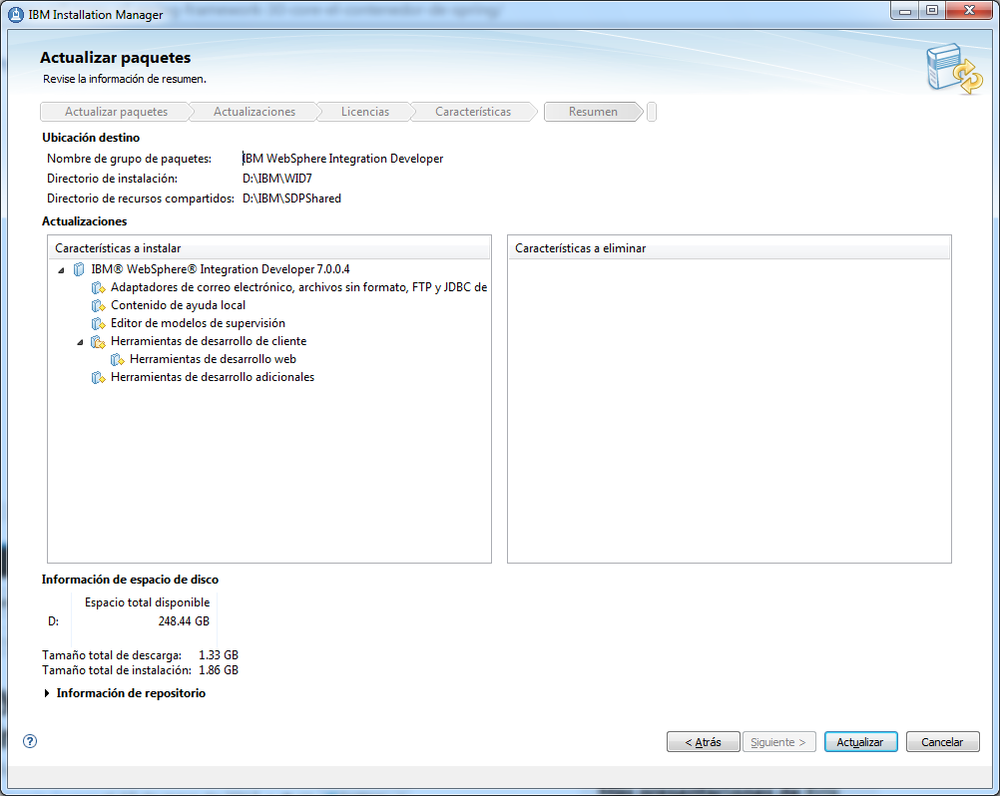 IBM Installation Manager
Actualizar paquetes
Revise la información de resumen.
Actualizar paquetes
Actualizaciones
Licencias
Características
Resumen
Ubicación destino
Nombre de grupo de paquetes: IBM WebSphere Integration Developer
Directorio de instalación: D:\IBM\WID7
Directorio de recursos compartidos: D:\IBM\SDPShared
Actualizaciones
Características a instalar
IBM® WebSphere® Integration Developer 7.0.0.4
Adaptadores de correo electrónico, archivos sin formato, FTP y JDBC de
Contenido de ayuda local
Editor de modelos de supervisión
Herramientas de desarrollo de cliente
Herramientas de desarrollo web
Herramientas de desarrollo adicionales
Características a eliminar
Información de espacio de disco
Espacio total disponible
D: 248.44 GB
Tamaño total de descarga: 1.33 GB
Tamaño total de instalación: 1.86 GB
Información de repositorio
?
< Atrás
Siguiente >
Actualizar
Cancelar